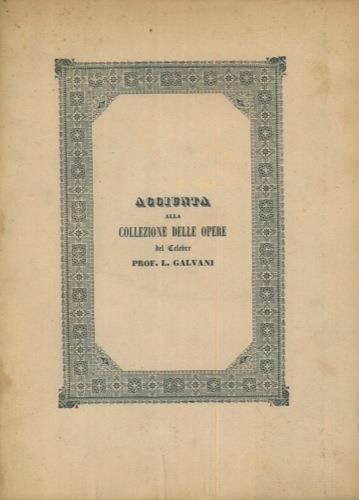 AGGIUNTA
ALLA
COLLEZIONE DELLE OPERE
del Celebre
PROF. L. GALVANI